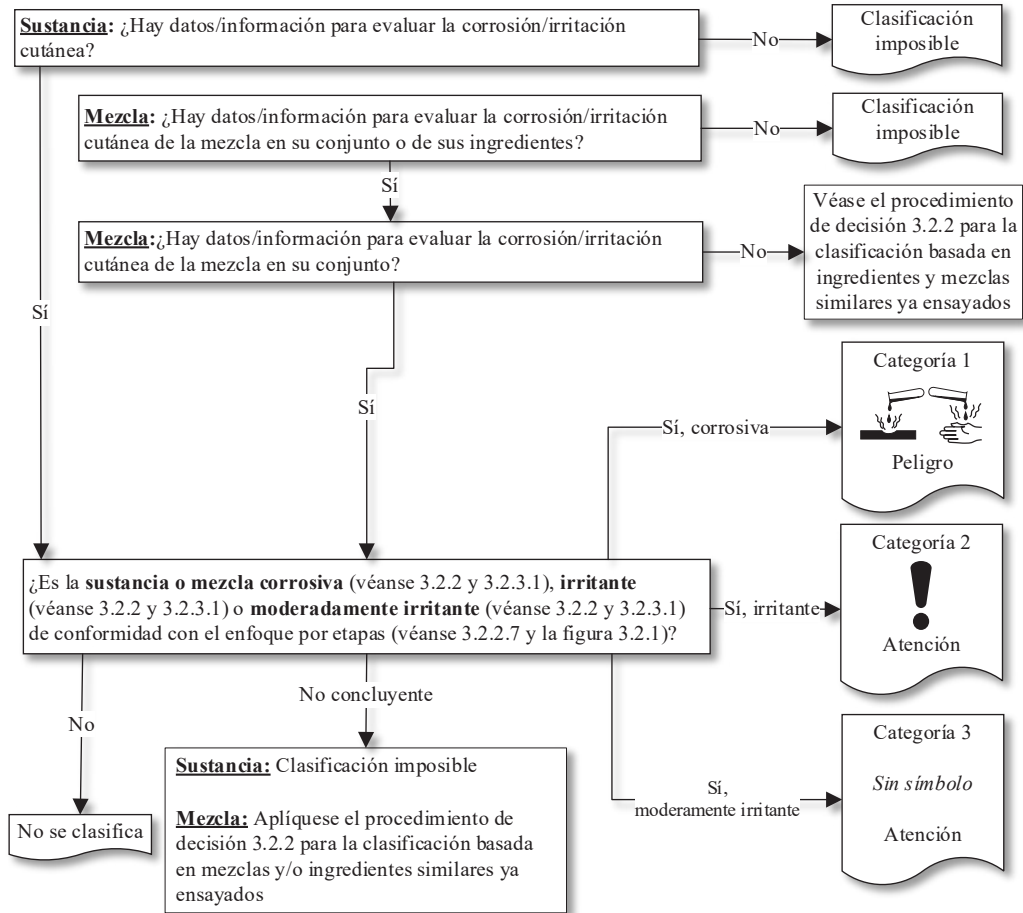 Sustancia: ¿Hay datos/información para evaluar la corrosión/irritación
cutánea?
No
Clasificación
imposible
Mezcla: ¿Hay datos/información para evaluar la corrosión/irritación
cutánea de la mezcla en su conjunto o de sus ingredientes?
No
Clasificación
imposible
Sí
Mezcla:¿Hay datos/información para evaluar la corrosión/irritación
cutánea de la mezcla en su conjunto?
No
Véase el procedimiento
de decisión 3.2.2 para la
clasificación basada en
ingredientes y mezclas
similares ya ensayados
Sí
Sí
Sí, corrosiva
Categoría 1
Peligro
¿Es la sustancia o mezcla corrosiva (véanse 3.2.2 y 3.2.3.1), irritante
(véanse 3.2.2 y 3.2.3.1) o moderadamente irritante (véanse 3.2.2 y 3.2.3.1)
de conformidad con el enfoque por etapas (véanse 3.2.2.7 y la figura 3.2.1)?
Sí, irritante
Categoría 2
Atención
No
No concluyente
Sí,
moderamente irritante
Categoría 3
Sin símbolo
Atención
No se clasifica
Sustancia: Clasificación imposible
Mezcla: Aplíquese el procedimiento de
decisión 3.2.2 para la clasificación basada
en mezclas y/o ingredientes similares ya
ensayados